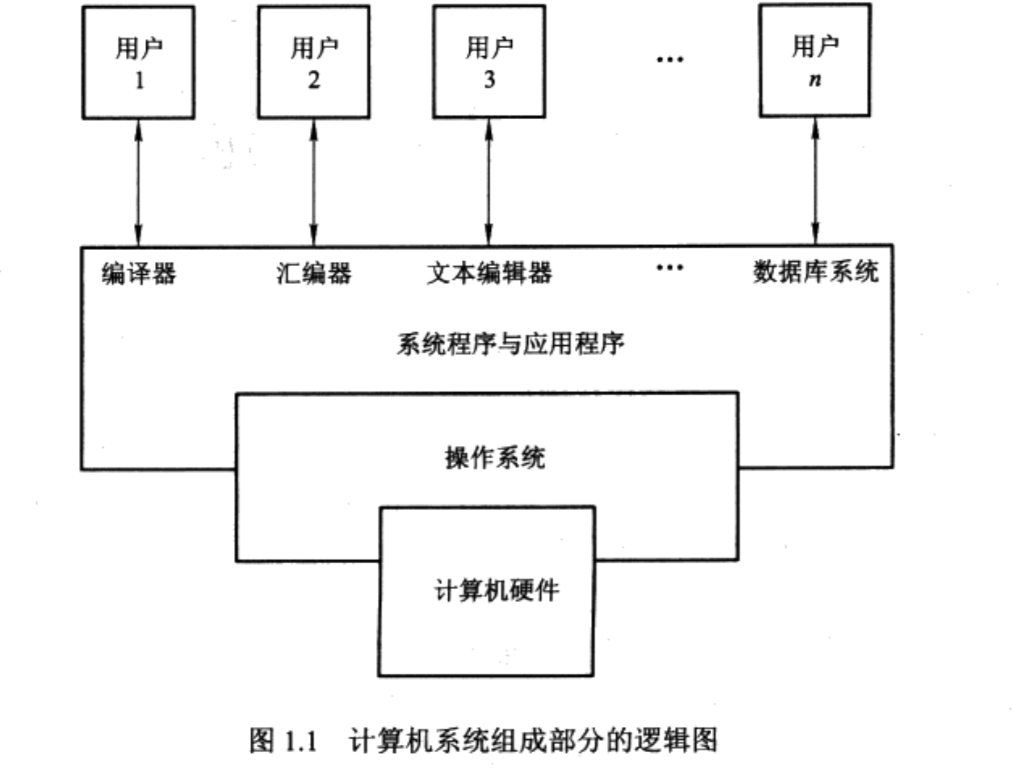 用户 用户 用户 … 用户
1 2 3 n
编译器 汇编器 文本编辑器 … 数据库系统
系统程序与应用程序
操作系统
计算机硬件
图 1.1 计算机系统组成部分的逻辑图